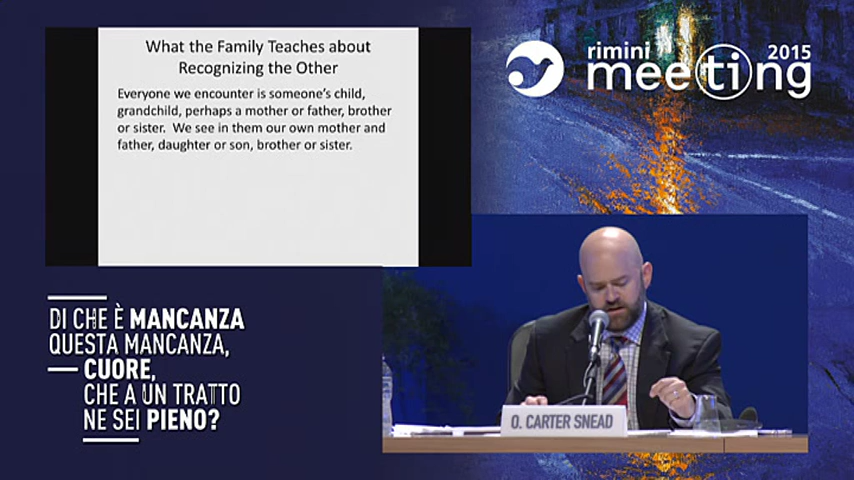 What the Family Teaches about
Recognizing the Other
Everyone we encounter is someone's child,
grandchild, perhaps a mother or father, brother
or sister. We see in them our own mother and
father, daughter or son, brother or sister.
rimini 2015
meeting
DI CHE È MANCANZA
QUESTA MANCANZA,
CUORE,
CHE A UN TRATTO
NE SEI PIENO?
O. CARTER SNEAD